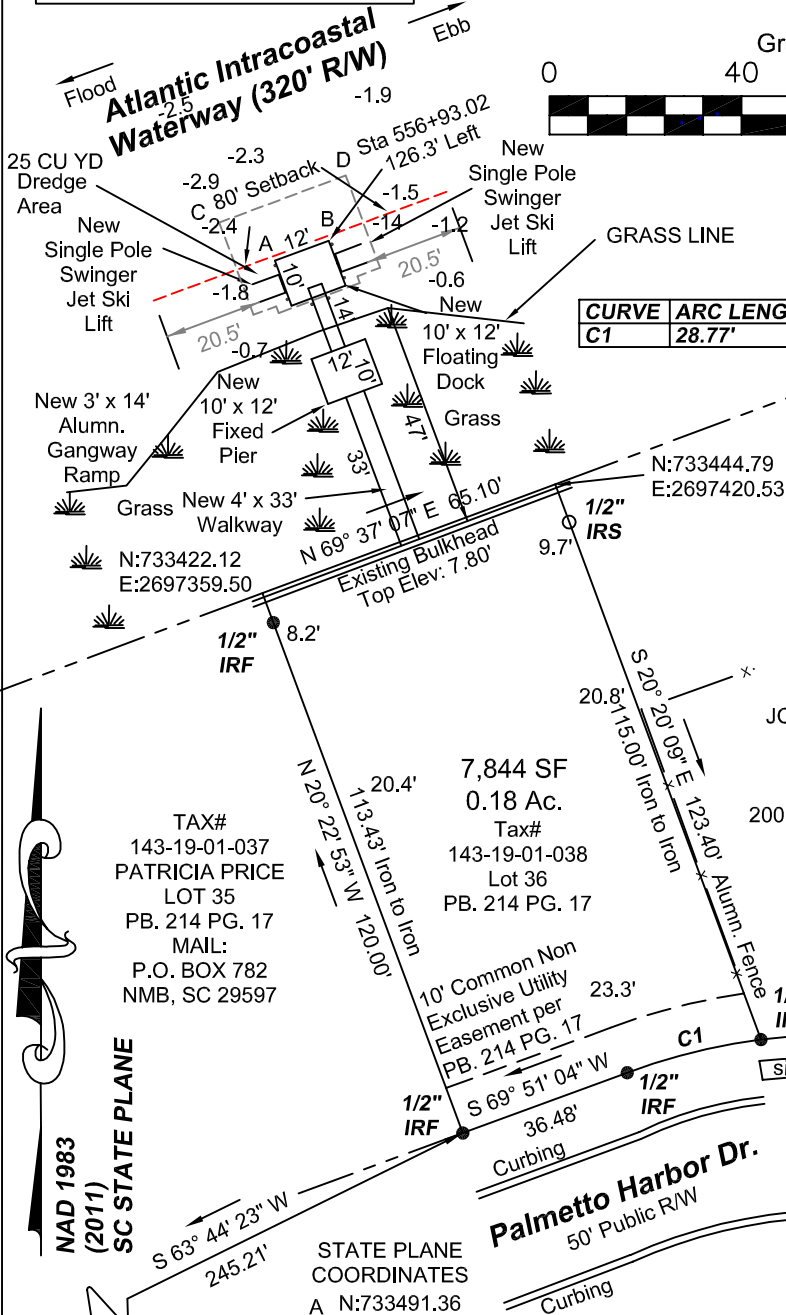 Ebb
Flood
Atlantic Intracoastal
Waterway (320' R/W)
Gr
0 40
-2.5
-1.9
-2.3
-2.9
25 CU YD
Dredge
Area
80' Setback
C
D
Sta 556+93.02
126.3' Left
New
Single Pole
Swinger
Jet Ski
Lift
-1.5
-2.4
A
12'
B
-14
-1.2
New
Single Pole
Swinger
Jet Ski
Lift
GRASS LINE
10'
20.5'
-1.8
-0.6
14'
20.5'
-0.7
New
10' x 12'
Floating
Dock
CURVE ARC LENG
C1 28.77'
12'
10'
New
10' x 12'
Fixed
Pier
New 3' x 14'
Alumn.
Gangway
Ramp
Grass
47'
33'
Grass
New 4' x 33'
Walkway
N:733444.79
E:2697420.53
N 69° 37' 07" E 65.10'
1/2"
IRS
Existing Bulkhead
Top Elev: 7.80'
9.7'
N:733422.12
E:2697359.50
1/2"
IRF
8.2'
S 20° 20' 09" E 123.40'
115.00' Iron to Iron
20.8'
x.
JO
200
Alumn. Fence
x
x
x
N 20° 22' 53" W 120.00'
113.43' Iron to Iron
20.4'
7,844 SF
0.18 Ac.
Tax#
143-19-01-038
Lot 36
PB. 214 PG. 17
TAX#
143-19-01-037
PATRICIA PRICE
LOT 35
PB. 214 PG. 17
MAIL:
P.O. BOX 782
NMB, SC 29597
10' Common Non
Exclusive Utility
Easement per
PB. 214 PG. 17
23.3'
C1
S 69° 51' 04" W
36.48'
1/2"
IRF
1/2"
IRF
Curbing
Palmetto Harbor Dr.
50' Public R/W
Curbing
NAD 1983
(2011)
SC STATE PLANE
S 63° 44' 23" W
245.21'
STATE PLANE
COORDINATES
A N:733491.36